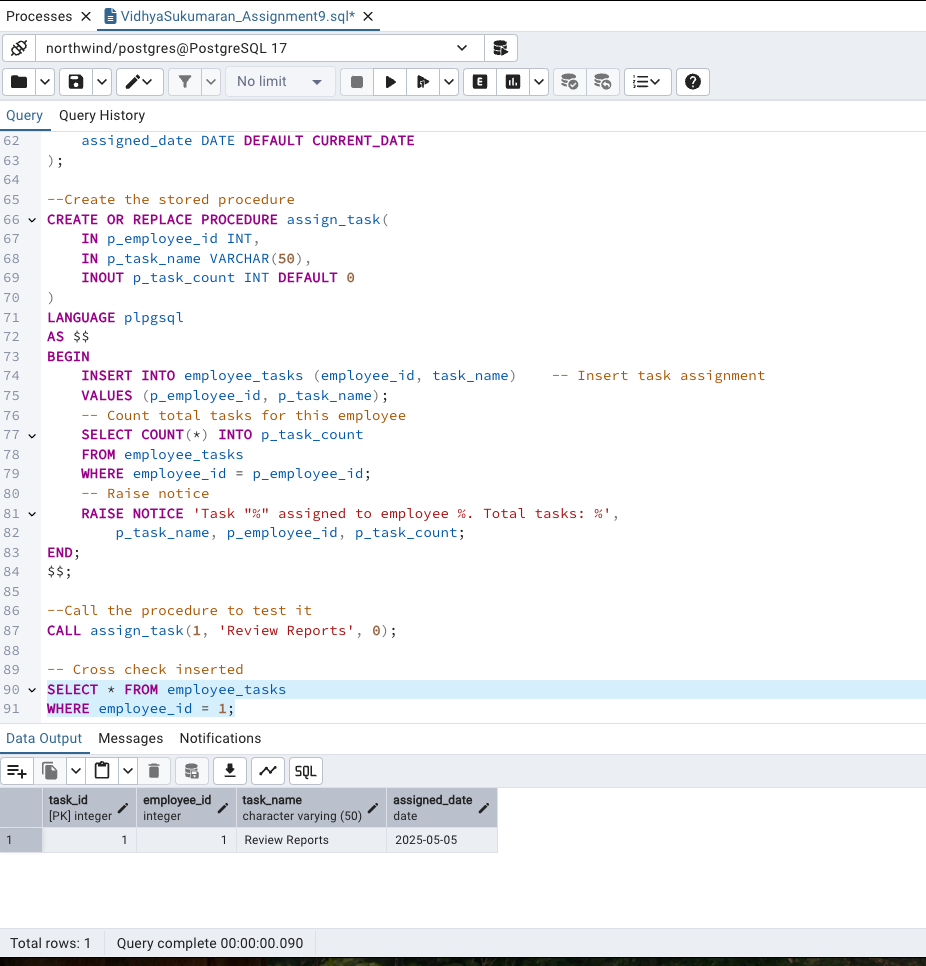 Processes VidhyaSukumaran_Assignment9.sql*
northwind/postgres@PostgreSQL 17
No limit E
Query Query History
62 assigned_date DATE DEFAULT CURRENT_DATE
63 );
64
65 --Create the stored procedure
66 CREATE OR REPLACE PROCEDURE assign_task(
67 IN p_employee_id INT,
68 IN p_task_name VARCHAR(50),
69 INOUT p_task_count INT DEFAULT 0
70 )
71 LANGUAGE plpgsql
72 AS $$
73 BEGIN
74 INSERT INTO employee_tasks (employee_id, task_name) -- Insert task assignment
75 VALUES (p_employee_id, p_task_name);
76 -- Count total tasks for this employee
77 SELECT COUNT(*) INTO p_task_count
78 FROM employee_tasks
79 WHERE employee_id = p_employee_id;
80 -- Raise notice
81 RAISE NOTICE 'Task "%" assigned to employee %. Total tasks: %',
82 p_task_name, p_employee_id, p_task_count;
83 END;
84 $$;
85
86 --Call the procedure to test it
87 CALL assign_task(1, 'Review Reports', 0);
88
89 -- Cross check inserted
90 SELECT * FROM employee_tasks
91 WHERE employee_id = 1;
Data Output Messages Notifications
SQL
task_id employee_id task_name assigned_date
[PK] integer integer character varying (50) date
1 1 1 Review Reports 2025-05-05
Total rows: 1 Query complete 00:00:00.090